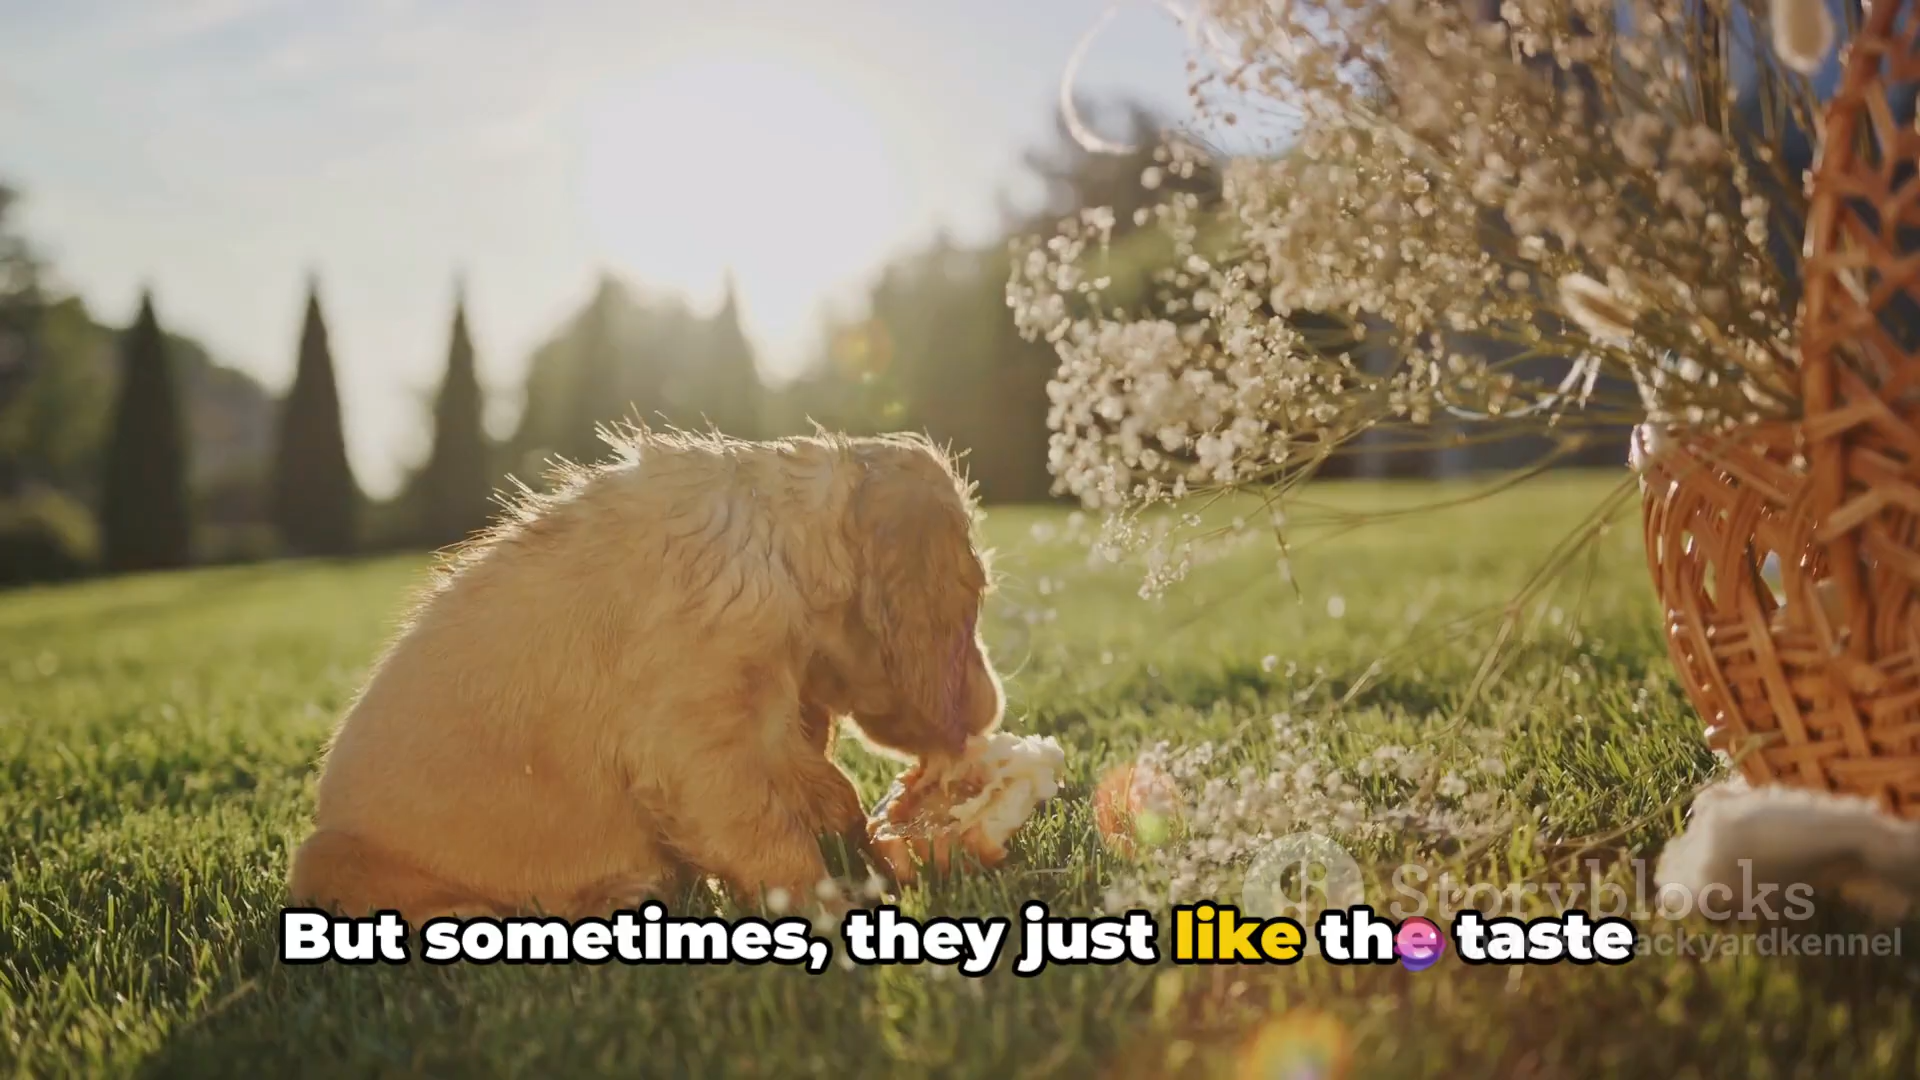 Storyblocks
But sometimes, they just like the taste
ackyardkennel